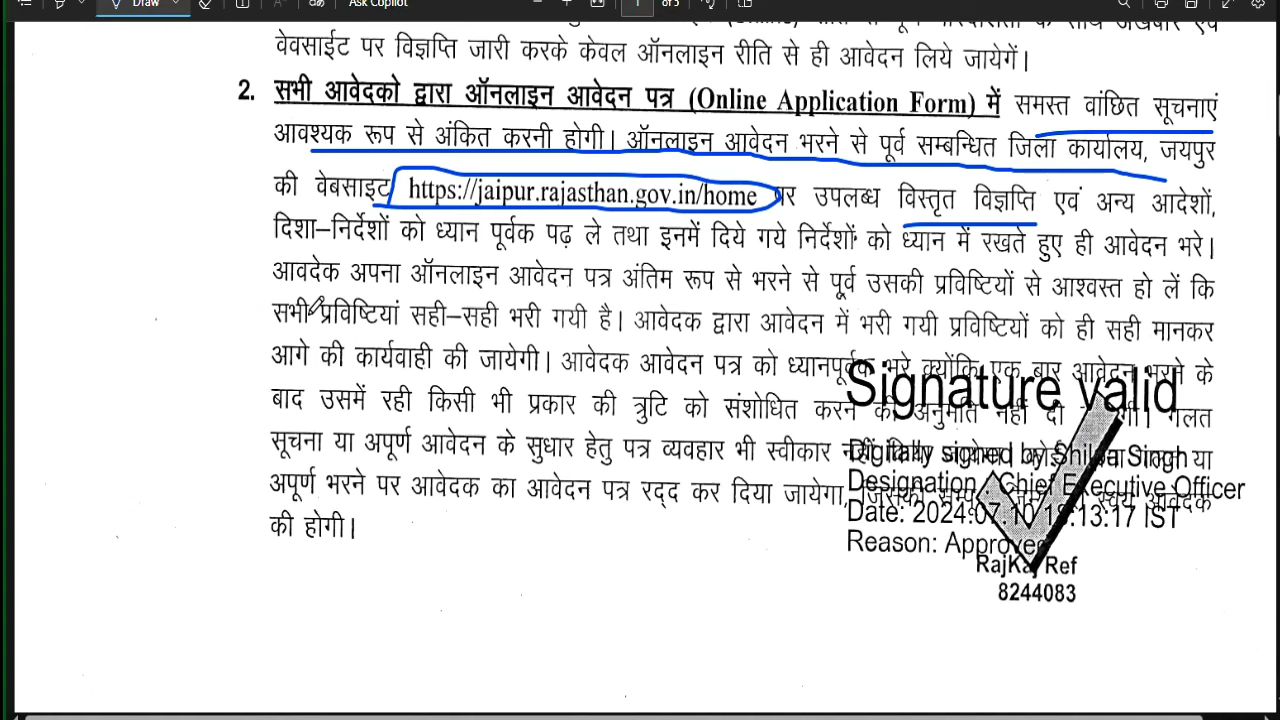 Draw
Ask Copilot
1 of 5
वेवसाईट पर विज्ञप्ति जारी करके केवल ऑनलाइन रीति से ही आवेदन लिये जायेगें।
2. सभी आवेदको द्वारा ऑनलाइन आवेदन पत्र (Online Application Form) में समस्त वांछित सूचनाएं
आवश्यक रूप से अंकित करनी होगी। ऑनलाइन आवेदन भरने से पूर्व सम्बन्धित जिला कार्यालय, जयपुर
की वेबसाइट https://jaipur.rajasthan.gov.in/home पर उपलब्ध विस्तृत विज्ञप्ति एवं अन्य आदेशों,
दिशा–निर्देशों को ध्यान पूर्वक पढ़ ले तथा इनमें दिये गये निर्देशों को ध्यान में रखते हुए ही आवेदन भरे।
आवदेक अपना ऑनलाइन आवेदन पत्र अंतिम रूप से भरने से पूर्व उसकी प्रविष्टियों से आश्वस्त हो लें कि
सभी प्रविष्टियां सही–सही भरी गयी है। आवेदक द्वारा आवेदन में भरी गयी प्रविष्टियों को ही सही मानकर
आगे की कार्यवाही की जायेगी। आवेदक आवेदन पत्र को ध्यानपूर्वक भरे क्योंकि एक बार आवेदन भरने के
बाद उसमें रही किसी भी प्रकार की त्रुटि को संशोधित करने की अनुमति नहीं दी गलत
सूचना या अपूर्ण आवेदन के सुधार हेतु पत्र व्यवहार भी स्वीकार नहीं किया या
अपूर्ण भरने पर आवेदक का आवेदन पत्र रद्द कर दिया जायेगा, जिसकी स्वयं आवेदक
की होगी।
Signature valid
Digitally signed by Shilpa Singh
Designation : Chief Executive Officer
Date: 2024.07.10 13:17 IST
Reason: Approved
RajKaj Ref
8244083